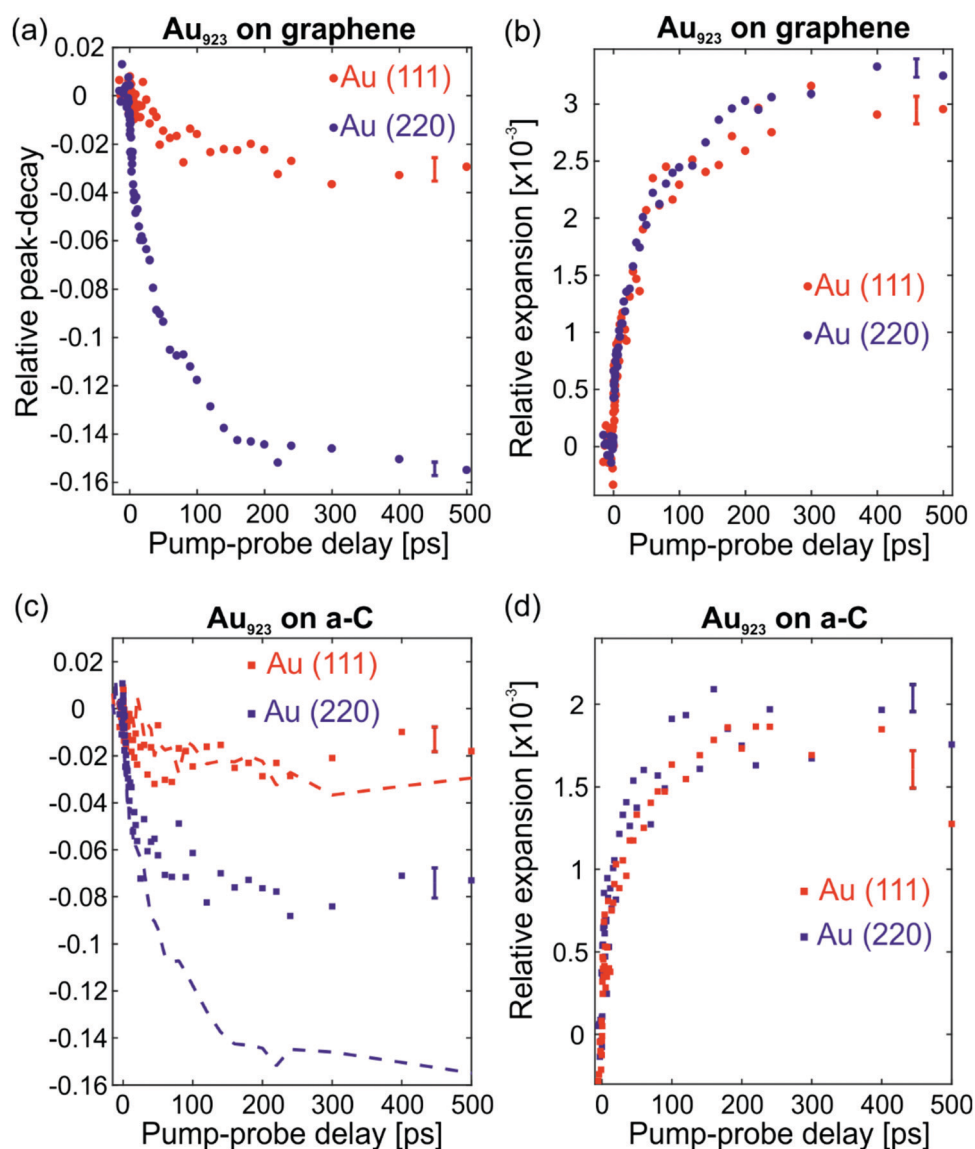 (a)
Au₉₂₃ on graphene
0.02
0
-0.02
-0.04
-0.06
-0.08
-0.1
-0.12
-0.14
-0.16
Relative peak-decay
Au (111)
Au (220)
0 100 200 300 400 500
Pump-probe delay [ps]
(b)
Au₉₂₃ on graphene
3
2.5
2
1.5
1
0.5
0
Relative expansion [x10⁻³]
Au (111)
Au (220)
0 100 200 300 400 500
Pump-probe delay [ps]
(c)
Au₉₂₃ on a-C
0.02
0
-0.02
-0.04
-0.06
-0.08
-0.1
-0.12
-0.14
-0.16
Au (111)
Au (220)
0 100 200 300 400 500
Pump-probe delay [ps]
(d)
Au₉₂₃ on a-C
2
1.5
1
0.5
0
Relative expansion [x10⁻³]
Au (111)
Au (220)
0 100 200 300 400 500
Pump-probe delay [ps]